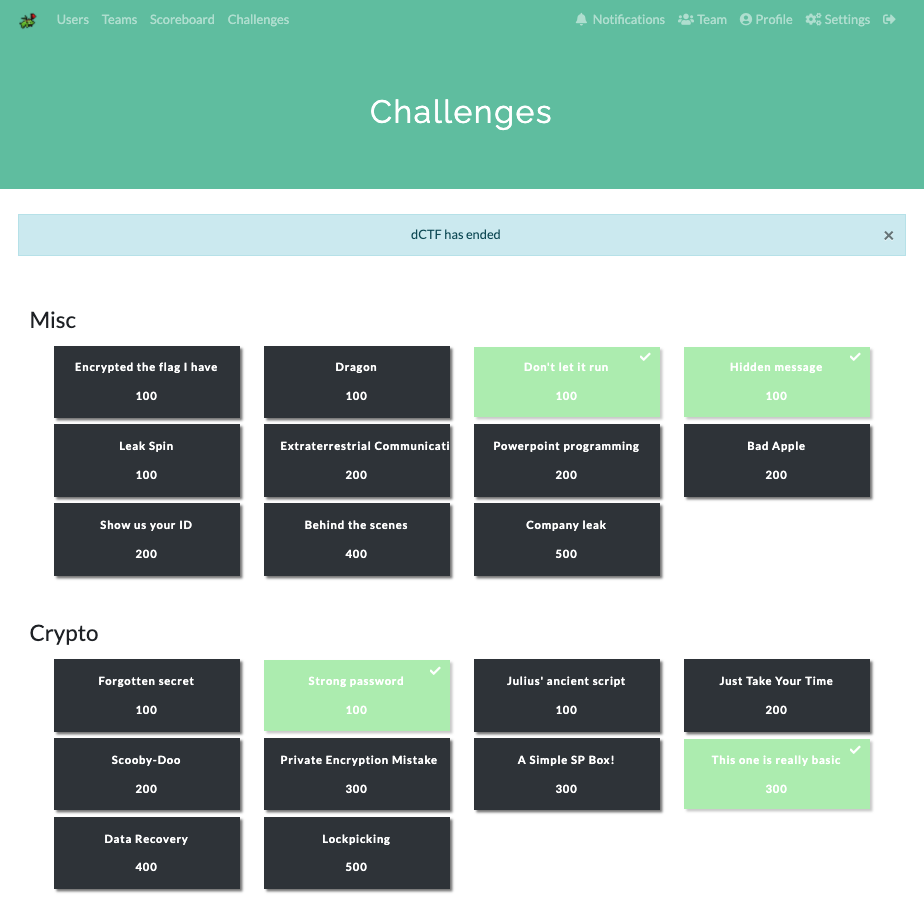 Users Teams Scoreboard Challenges Notifications Team Profile Settings
Challenges
dCTF has ended ×
Misc
Encrypted the flag I have Dragon Don't let it run Hidden message
100 100 100 100
Leak Spin Extraterrestrial Communicati Powerpoint programming Bad Apple
100 200 200 200
Show us your ID Behind the scenes Company leak
200 400 500
Crypto
Forgotten secret Strong password Julius' ancient script Just Take Your Time
100 100 100 200
Scooby-Doo Private Encryption Mistake A Simple SP Box! This one is really basic
200 300 300 300
Data Recovery Lockpicking
400 500